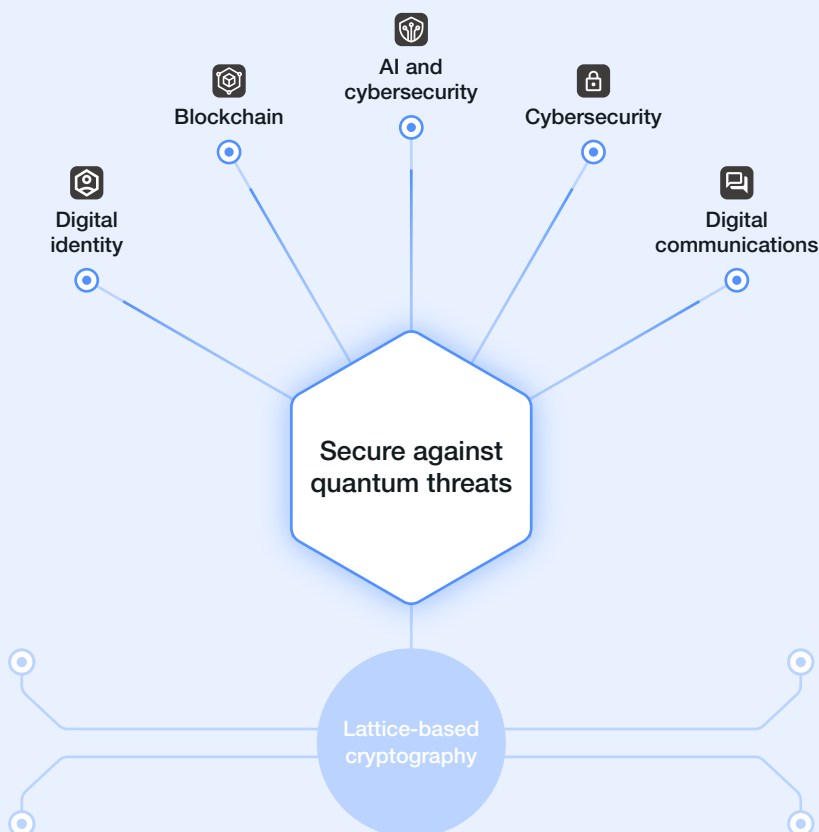 AI and
cybersecurity
Blockchain
Cybersecurity
Digital
identity
Digital
communications
Secure against
quantum threats
Lattice-based
cryptography